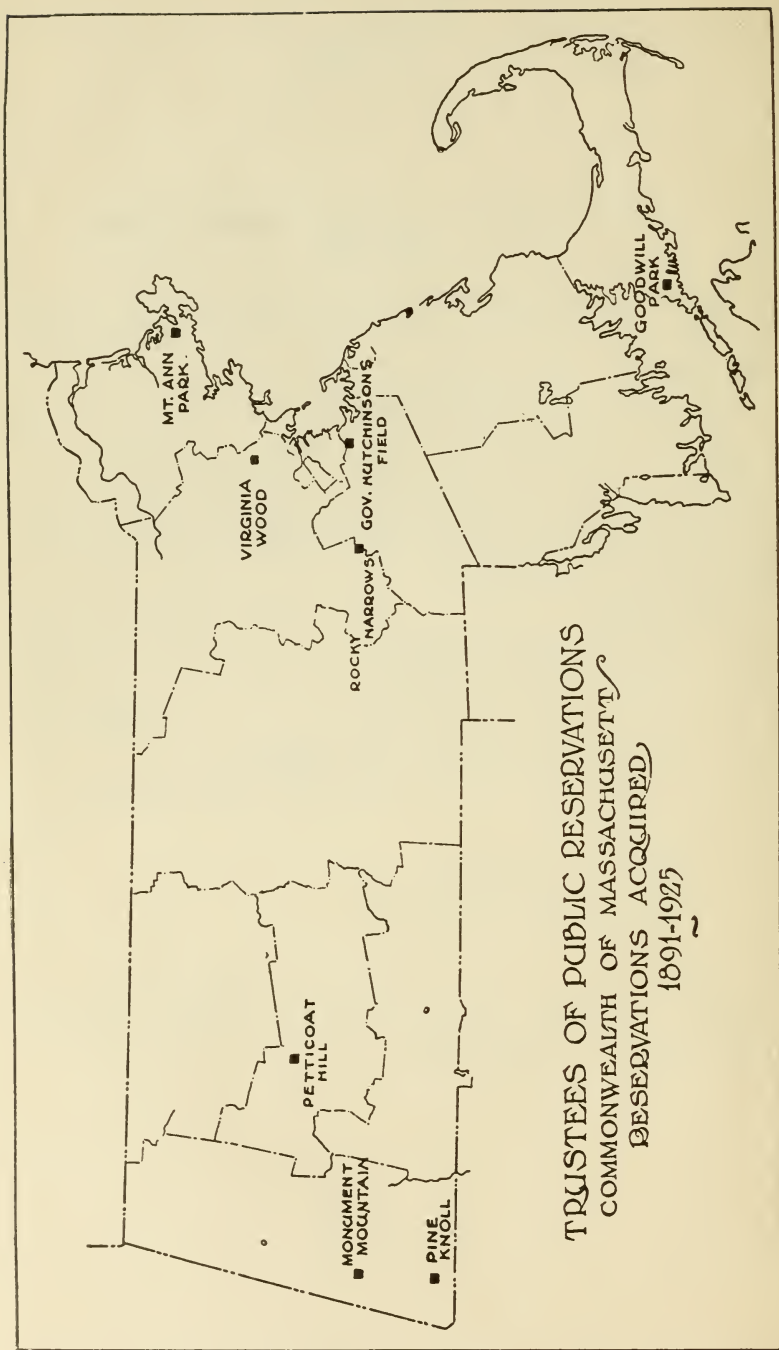 MT. ANN
PARK.
VIRGINIA
WOOD
GOV. HUTCHINSON'S
FIELD
ROCKY
NARROWS
GOODWILL
PARK
PETTICOAT
HILL
MONUMENT
MOUNTAIN
PINE
KNOLL
TRUSTEES OF PUBLIC RESERVATIONS
COMMONWEALTH OF MASSACHUSETTS
RESERVATIONS ACQUIRED
1891-1925